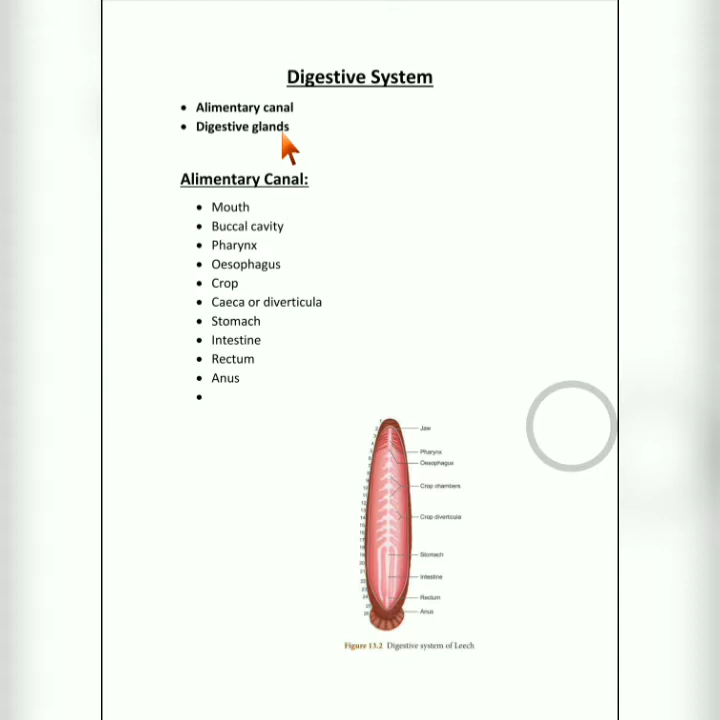 Digestive System
• Alimentary canal
• Digestive glands
Alimentary Canal:
• Mouth
• Buccal cavity
• Pharynx
• Oesophagus
• Crop
• Caeca or diverticula
• Stomach
• Intestine
• Rectum
• Anus
•
Jaw
Pharynx
Oesophagus
Crop chambers
Crop diverticula
Stomach
Intestine
Rectum
Anus
Figure 13.2 Digestive system of Leech